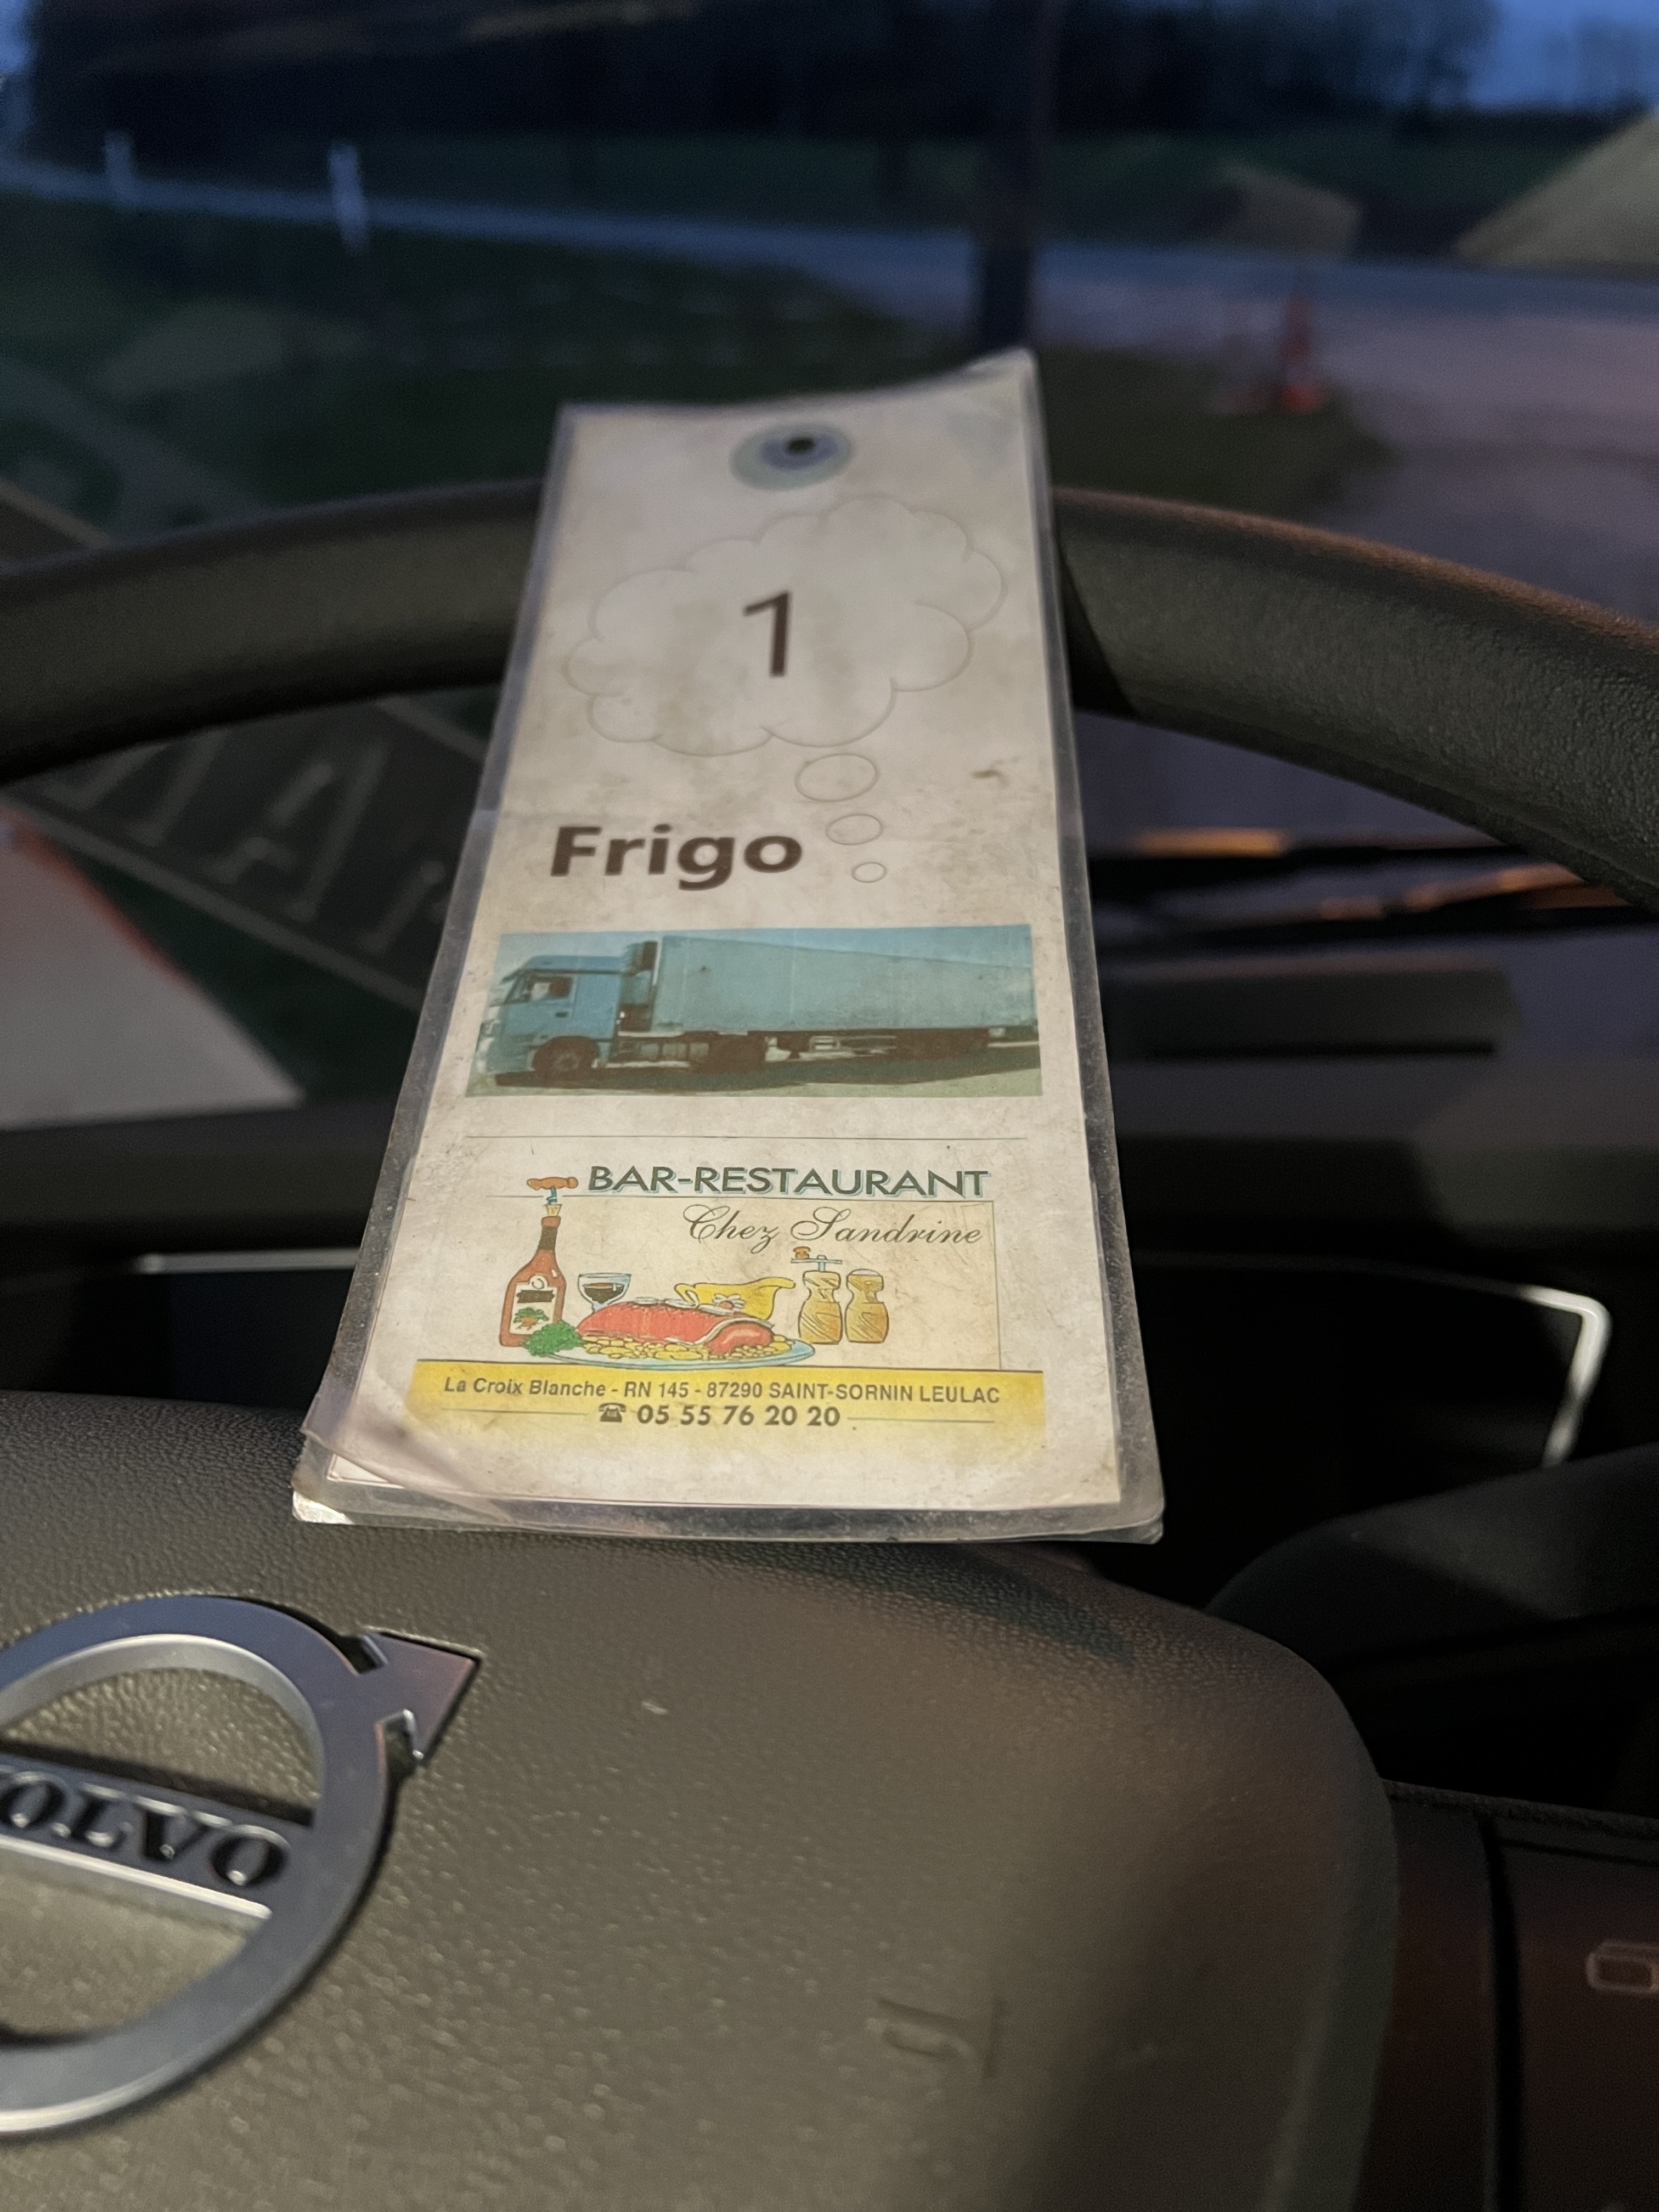 1
Frigo
BAR-RESTAURANT
Chez Sandrine
La Croix Blanche - RN 145 - 87290 SAINT-SORNIN LEULAC
☎ 05 55 76 20 20
OLVO